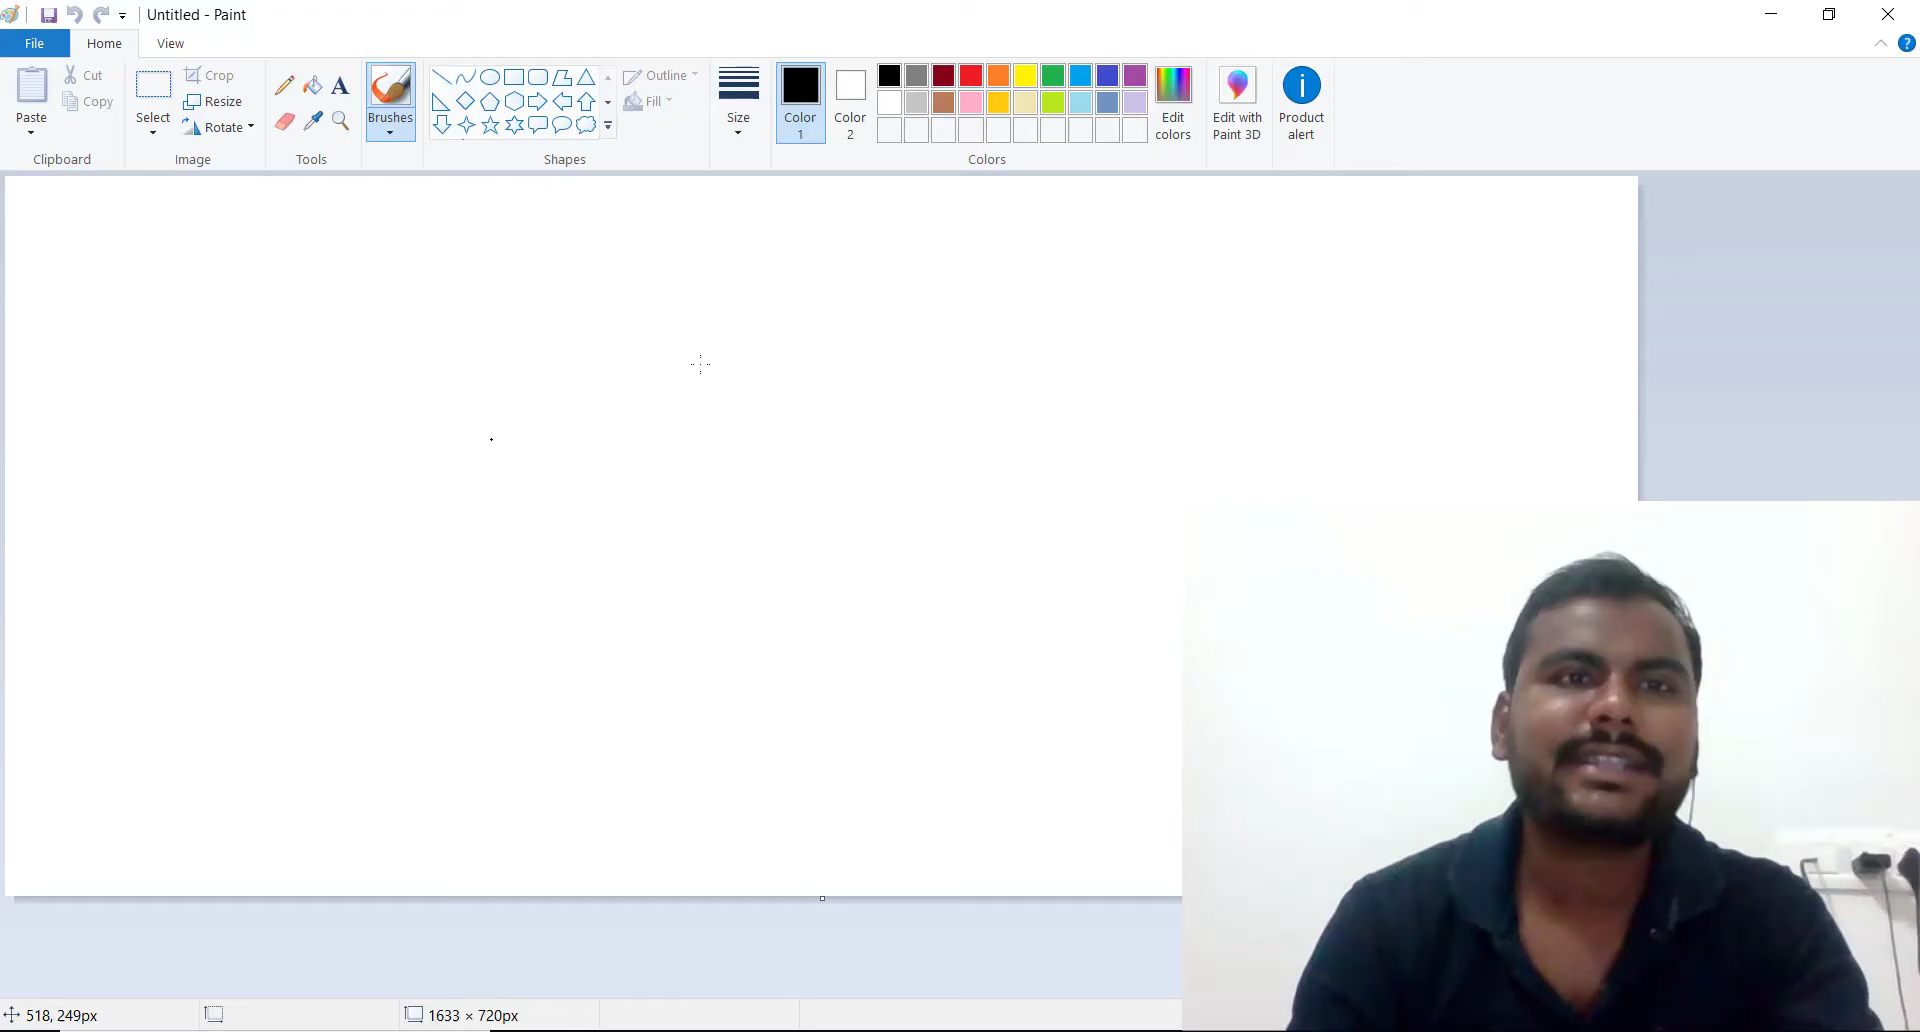 Untitled - Paint
File Home View
Paste
Cut
Copy
Clipboard
Select
Crop
Resize
Rotate
Image
A
Tools
Brushes
Shapes
Outline
Fill
Size
Color
1
Color
2
Edit
colors
Colors
Edit with
Paint 3D
Product
alert
518, 249px
1633 × 720px